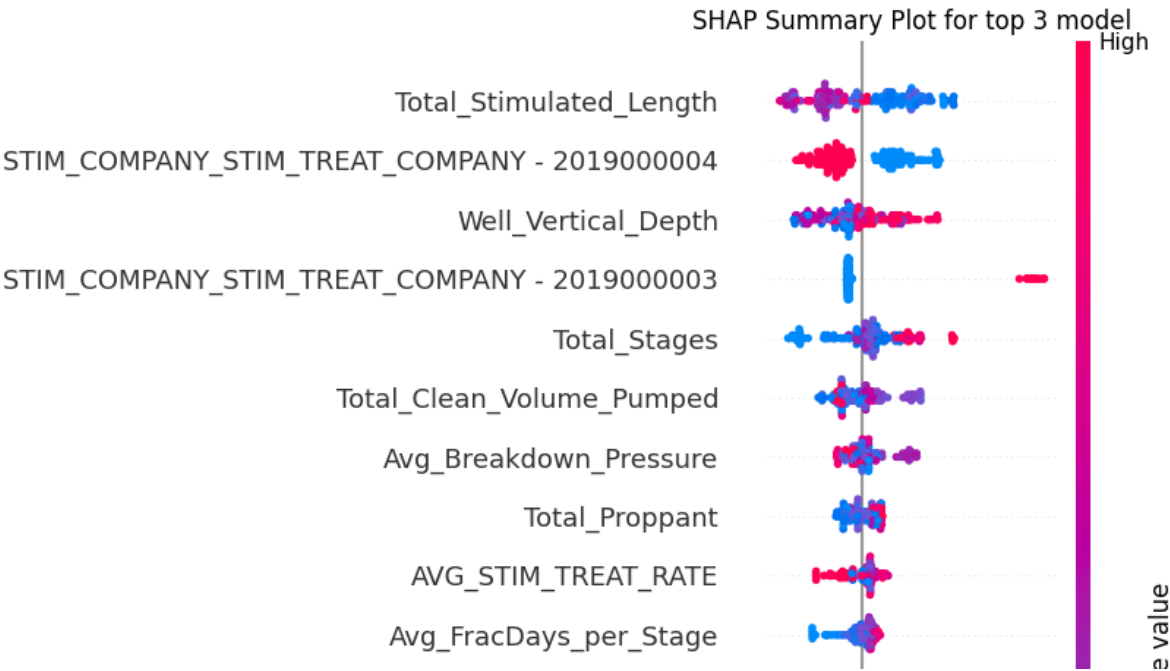 SHAP Summary Plot for top 3 model
High
Total_Stimulated_Length
STIM_COMPANY_STIM_TREAT_COMPANY - 2019000004
Well_Vertical_Depth
STIM_COMPANY_STIM_TREAT_COMPANY - 2019000003
Total_Stages
Total_Clean_Volume_Pumped
Avg_Breakdown_Pressure
Total_Proppant
AVG_STIM_TREAT_RATE
Avg_FracDays_per_Stage
e value